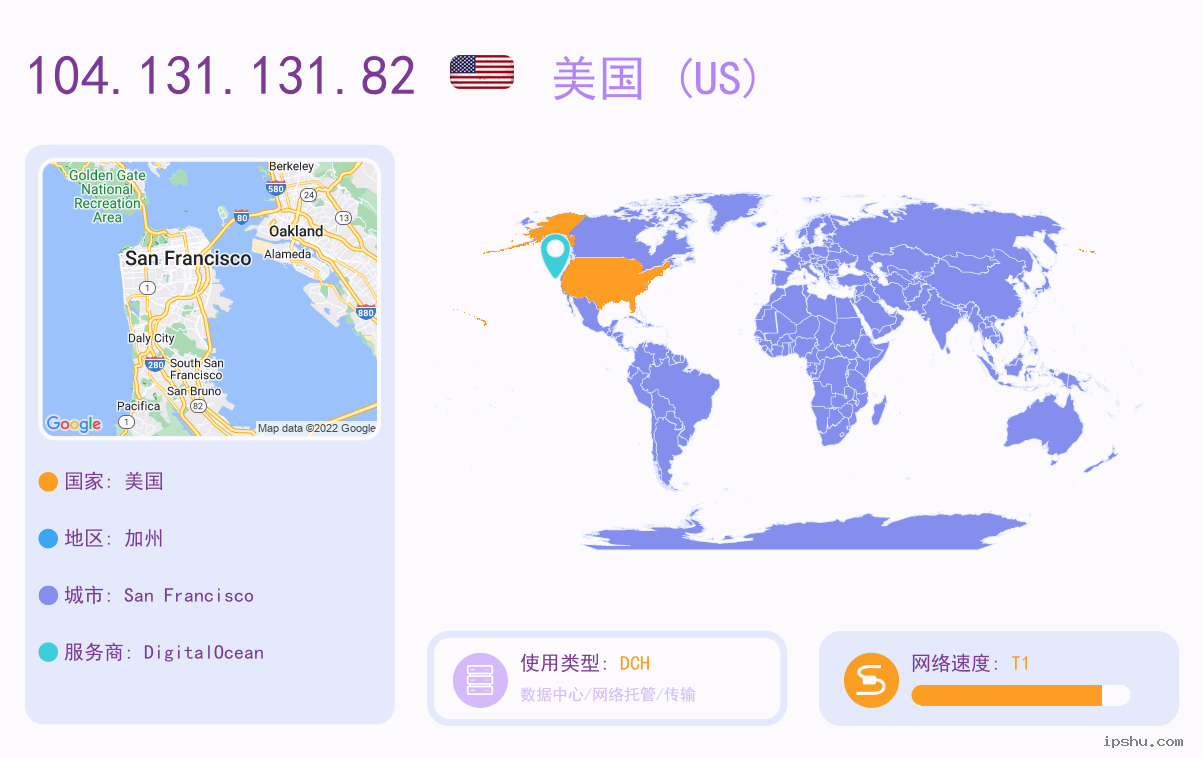 104.131.131.82 美国 (US)
Berkeley
Golden Gate
National
Recreation
Area
580
24
80
13
Oakland
San Francisco
Alameda
1
880
Daly City
280
South San
Francisco
San Bruno
Pacifica
82
1
Google
Map data ©2022 Google
国家: 美国
地区: 加州
城市: San Francisco
服务商: DigitalOcean
使用类型: DCH
数据中心/网络托管/传输
网络速度: T1
ipshu.com